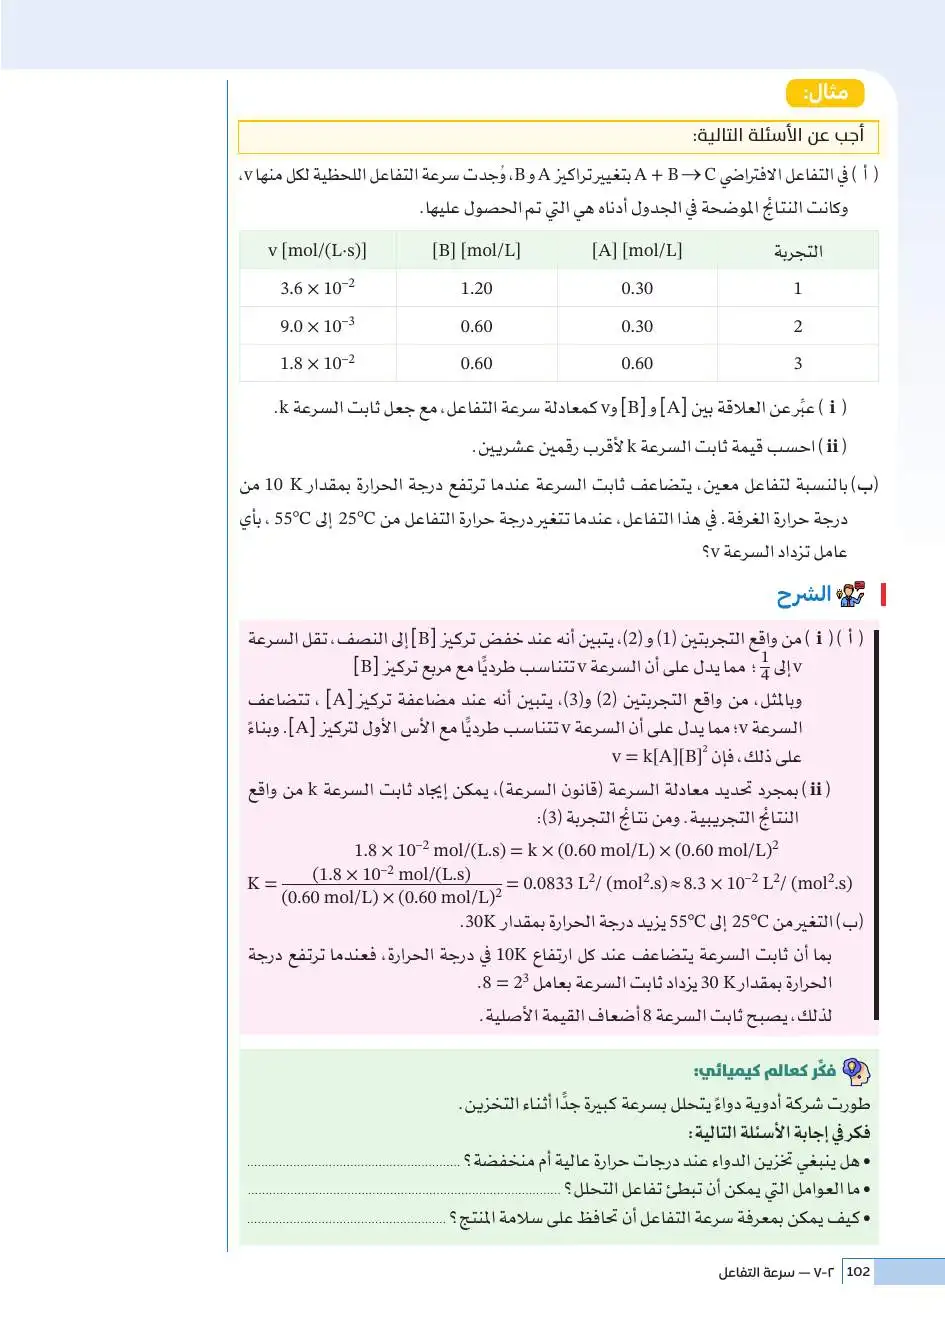 مثال:
أجب عن الأسئلة التالية:
( أ ) في التفاعل الافتراضي A + B → C بتغيير تراكيز A و B، وُجدت سرعة التفاعل اللحظية لكل منها v،
وكانت النتائج الموضحة في الجدول أدناه هي التي تم الحصول عليها.
التجربة [A] [mol/L] [B] [mol/L] v [mol/(L·s)]
1 0.30 1.20 3.6 × 10⁻²
2 0.30 0.60 9.0 × 10⁻³
3 0.60 0.60 1.8 × 10⁻²
( i ) عبِّر عن العلاقة بين [A] و [B] وv كمعادلة سرعة التفاعل، مع جعل ثابت السرعة k.
(ii) احسب قيمة ثابت السرعة k لأقرب رقمين عشريين.
(ب) بالنسبة لتفاعل معين، يتضاعف ثابت السرعة عندما ترتفع درجة الحرارة بمقدار 10 K من
درجة حرارة الغرفة. في هذا التفاعل، عندما تتغير درجة حرارة التفاعل من 25°C إلى 55°C ، بأي
عامل تزداد السرعة v؟
الشرح
( أ ) ( i ) من واقع التجربتين (1) و (2)، يتبين أنه عند خفض تركيز [B] إلى النصف، تقل السرعة
v إلى 1/4 ؛ مما يدل على أن السرعة v تتناسب طرديًّا مع مربع تركيز [B]
وبالمثل، من واقع التجربتين (2) و(3)، يتبين أنه عند مضاعفة تركيز [A] ، تتضاعف
السرعة v؛ مما يدل على أن السرعة v تتناسب طرديًّا مع الأس الأول لتركيز [A]. وبناءً
على ذلك، فإن v = k[A][B]²
(ii) بمجرد تحديد معادلة السرعة (قانون السرعة)، يمكن إيجاد ثابت السرعة k من واقع
النتائج التجريبية. ومن نتائج التجربة (3):
1.8 × 10⁻² mol/(L.s) = k × (0.60 mol/L) × (0.60 mol/L)²
K = (1.8 × 10⁻² mol/(L.s) / (0.60 mol/L) × (0.60 mol/L)² = 0.0833 L²/ (mol².s) ≈ 8.3 × 10⁻² L²/ (mol².s)
(ب) التغير من 25°C إلى 55°C يزيد درجة الحرارة بمقدار 30K.
بما أن ثابت السرعة يتضاعف عند كل ارتفاع 10K في درجة الحرارة، فعندما ترتفع درجة
الحرارة بمقدار 30 K يزداد ثابت السرعة بعامل 2³ = 8.
لذلك، يصبح ثابت السرعة 8 أضعاف القيمة الأصلية.
فكّر كعالم كيميائي:
طورت شركة أدوية دواءً يتحلل بسرعة كبيرة جدًّا أثناء التخزين.
فكر في إجابة الأسئلة التالية:
• هل ينبغي تخزين الدواء عند درجات حرارة عالية أم منخفضة؟ ............................................................
• ما العوامل التي يمكن أن تبطئ تفاعل التحلل؟ ............................................................
• كيف يمكن بمعرفة سرعة التفاعل أن تحافظ على سلامة المنتج؟ ............................................................
102 ٢-٧ — سرعة التفاعل